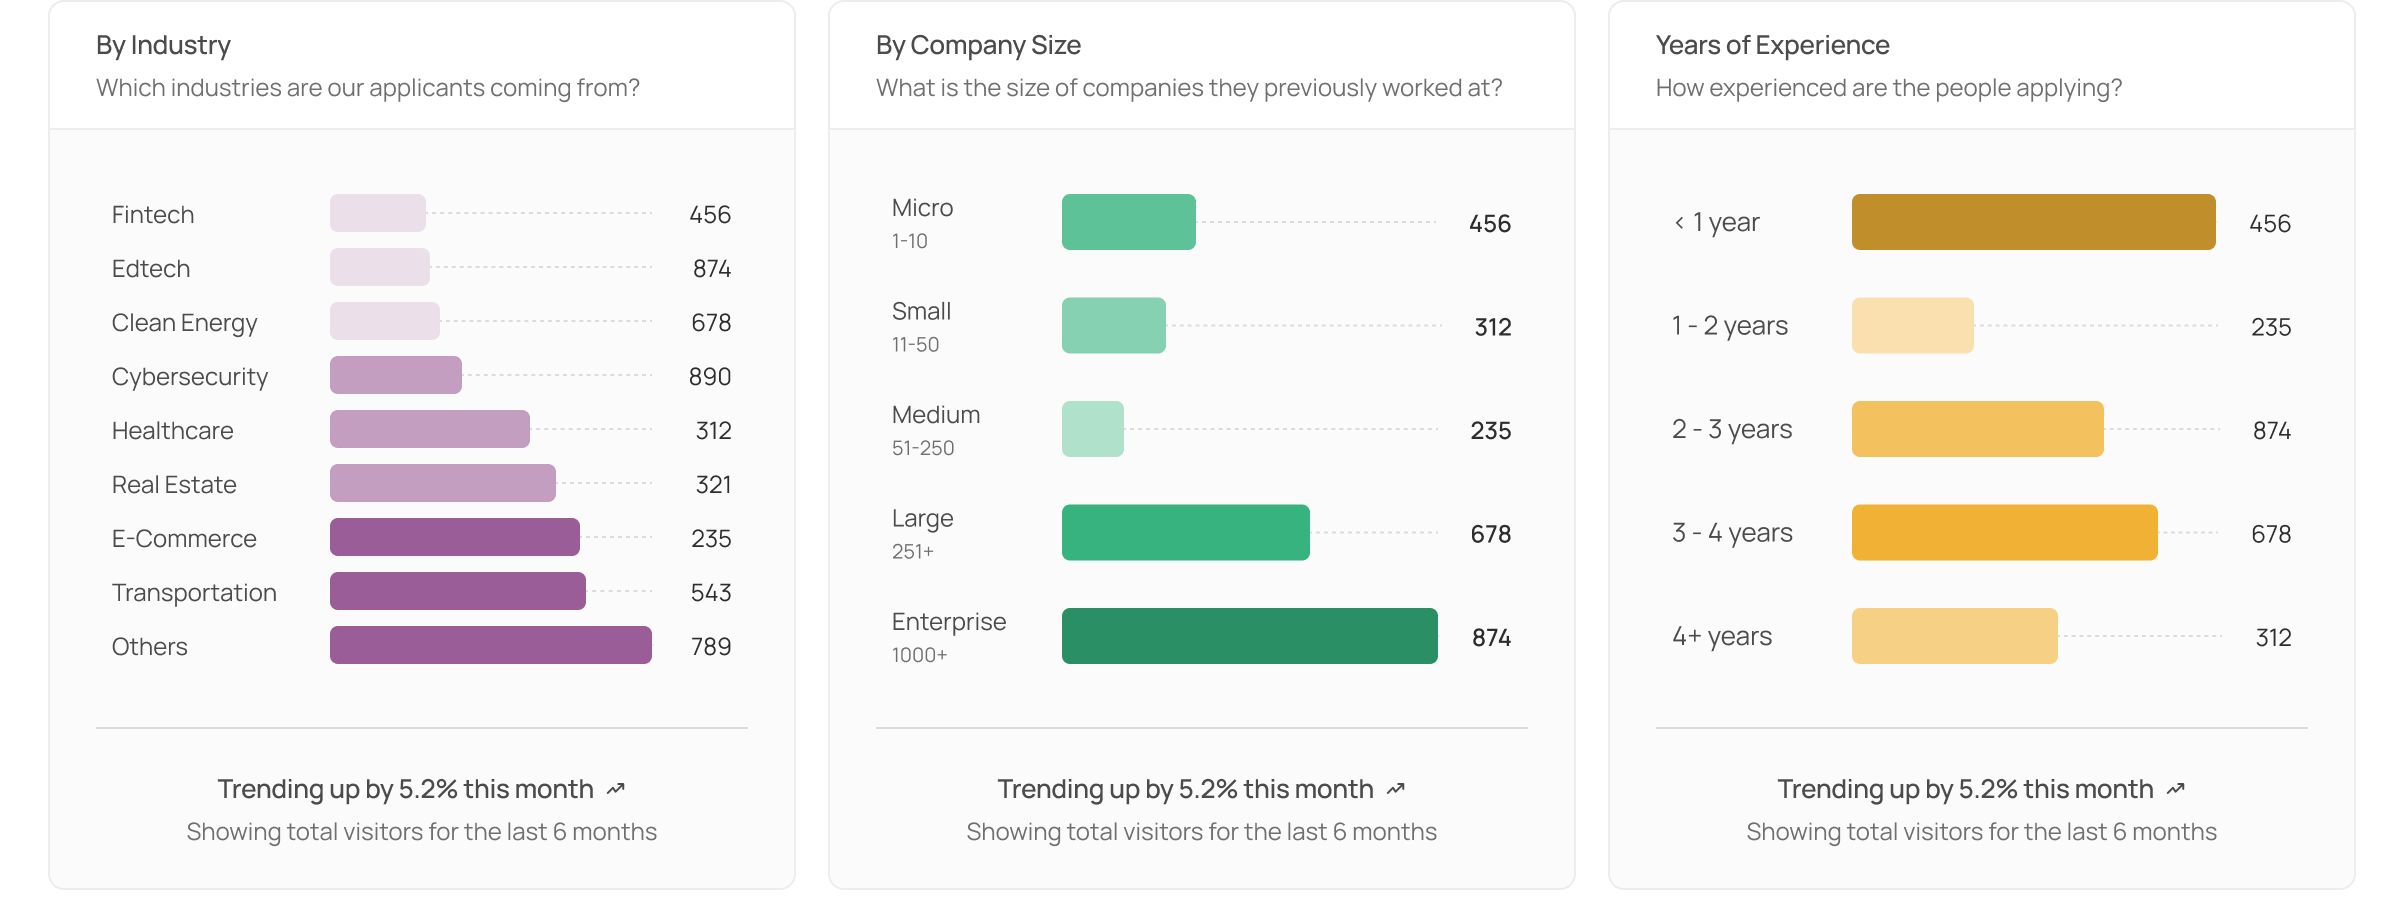 By Industry
Which industries are our applicants coming from?
Fintech 456
Edtech 874
Clean Energy 678
Cybersecurity 890
Healthcare 312
Real Estate 321
E-Commerce 235
Transportation 543
Others 789
Trending up by 5.2% this month
Showing total visitors for the last 6 months
By Company Size
What is the size of companies they previously worked at?
Micro
1-10
456
Small
11-50
312
Medium
51-250
235
Large
251+
678
Enterprise
1000+
874
Trending up by 5.2% this month
Showing total visitors for the last 6 months
Years of Experience
How experienced are the people applying?
< 1 year 456
1 - 2 years 235
2 - 3 years 874
3 - 4 years 678
4+ years 312
Trending up by 5.2% this month
Showing total visitors for the last 6 months